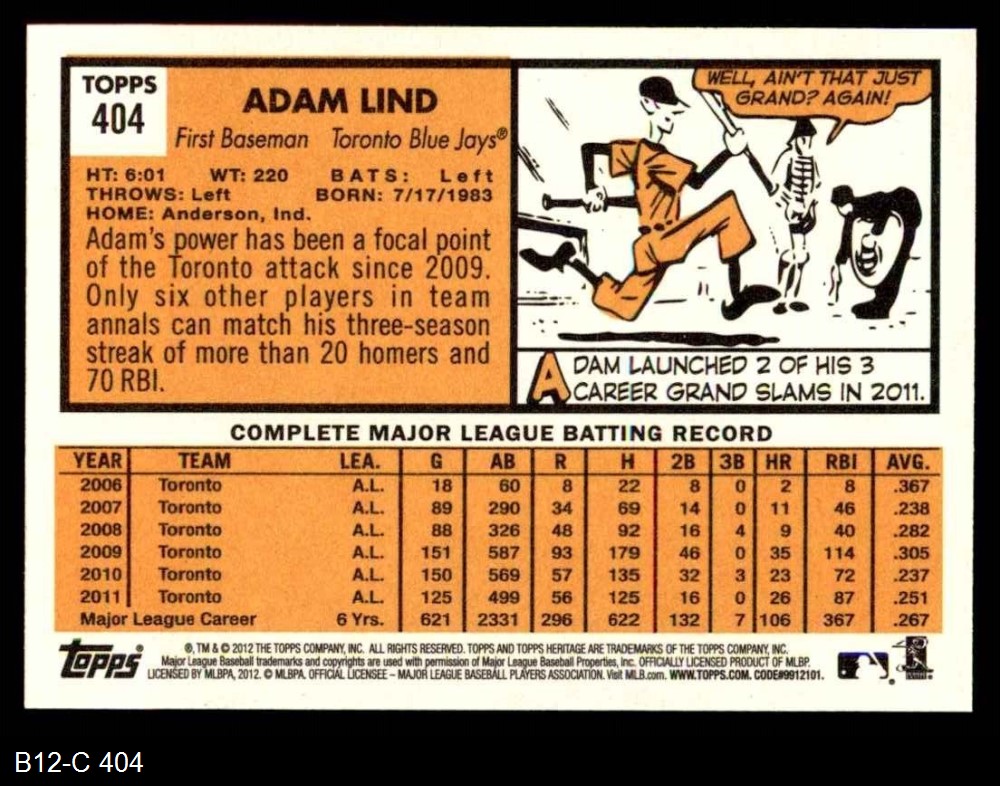 TOPPS
404
ADAM LIND
First Baseman Toronto Blue Jays®
HT: 6:01 WT: 220 BATS: Left
THROWS: Left BORN: 7/17/1983
HOME: Anderson, Ind.
Adam's power has been a focal point
of the Toronto attack since 2009.
Only six other players in team
annals can match his three-season
streak of more than 20 homers and
70 RBI.
WELL, AIN'T THAT JUST
GRAND? AGAIN!
ADAM LAUNCHED 2 OF HIS 3
CAREER GRAND SLAMS IN 2011.
COMPLETE MAJOR LEAGUE BATTING RECORD
YEAR TEAM LEA. G AB R H 2B 3B HR RBI AVG.
2006 Toronto A.L. 18 60 8 22 8 0 2 8 .367
2007 Toronto A.L. 89 290 34 69 14 0 11 46 .238
2008 Toronto A.L. 88 326 48 92 16 4 9 40 .282
2009 Toronto A.L. 151 587 93 179 46 0 35 114 .305
2010 Toronto A.L. 150 569 57 135 32 3 23 72 .237
2011 Toronto A.L. 125 499 56 125 16 0 26 87 .251
Major League Career 6 Yrs. 621 2331 296 622 132 7 106 367 .267
Topps®
®, TM & © 2012 THE TOPPS COMPANY, INC. ALL RIGHTS RESERVED. TOPPS AND TOPPS HERITAGE ARE TRADEMARKS OF THE TOPPS COMPANY, INC.
Major League Baseball trademarks and copyrights are used with permission of Major League Baseball Properties, Inc. OFFICIALLY LICENSED PRODUCT OF MLBP.
LICENSED BY MLBPA, 2012. © MLBPA. OFFICIAL LICENSEE – MAJOR LEAGUE BASEBALL PLAYERS ASSOCIATION. Visit MLB.com. WWW.TOPPS.COM. CODE#9912101.
B12-C 404